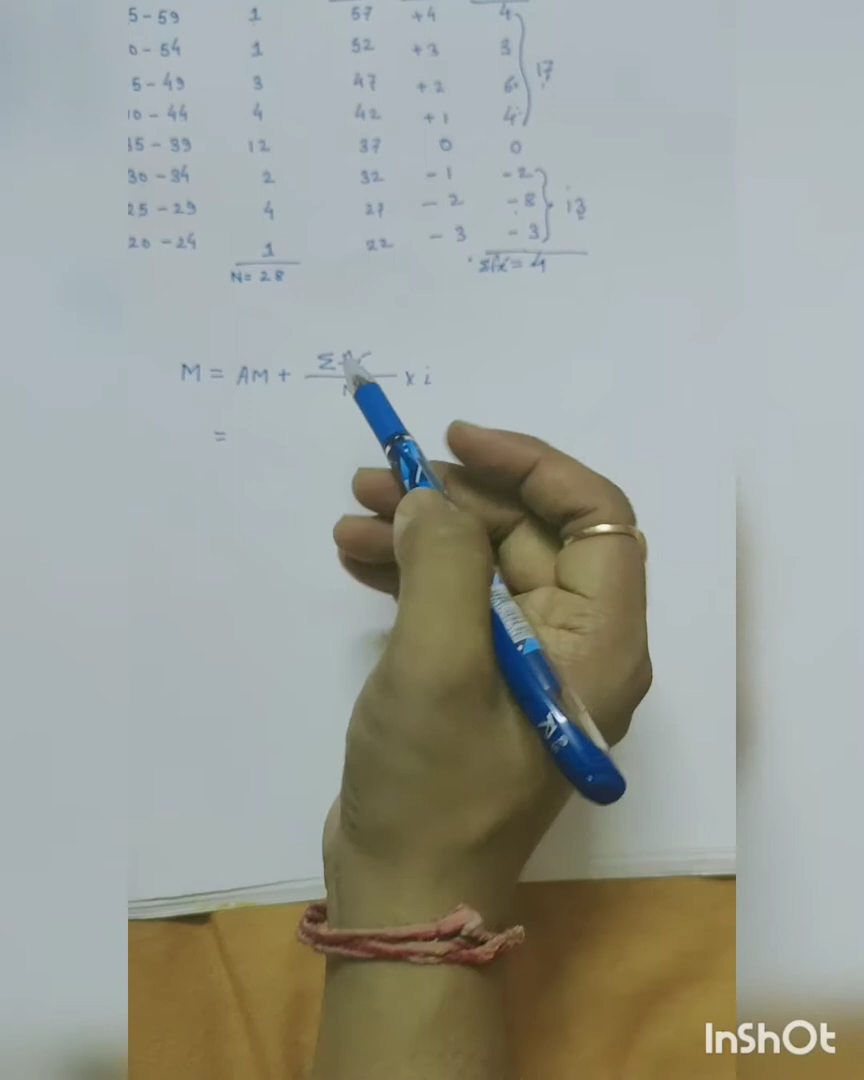 5-59 1 57 +4 4
0-54 1 52 +3 3
5-49 3 47 +2 6 17
10-44 4 42 +1 4
35-39 12 37 0 0
30-34 2 32 -1 -2
25-29 4 27 -2 -8 13
20-24 1 22 -3 -3
N=28 Σfx' = 4
M = AM + Σ x i
=
InShOt